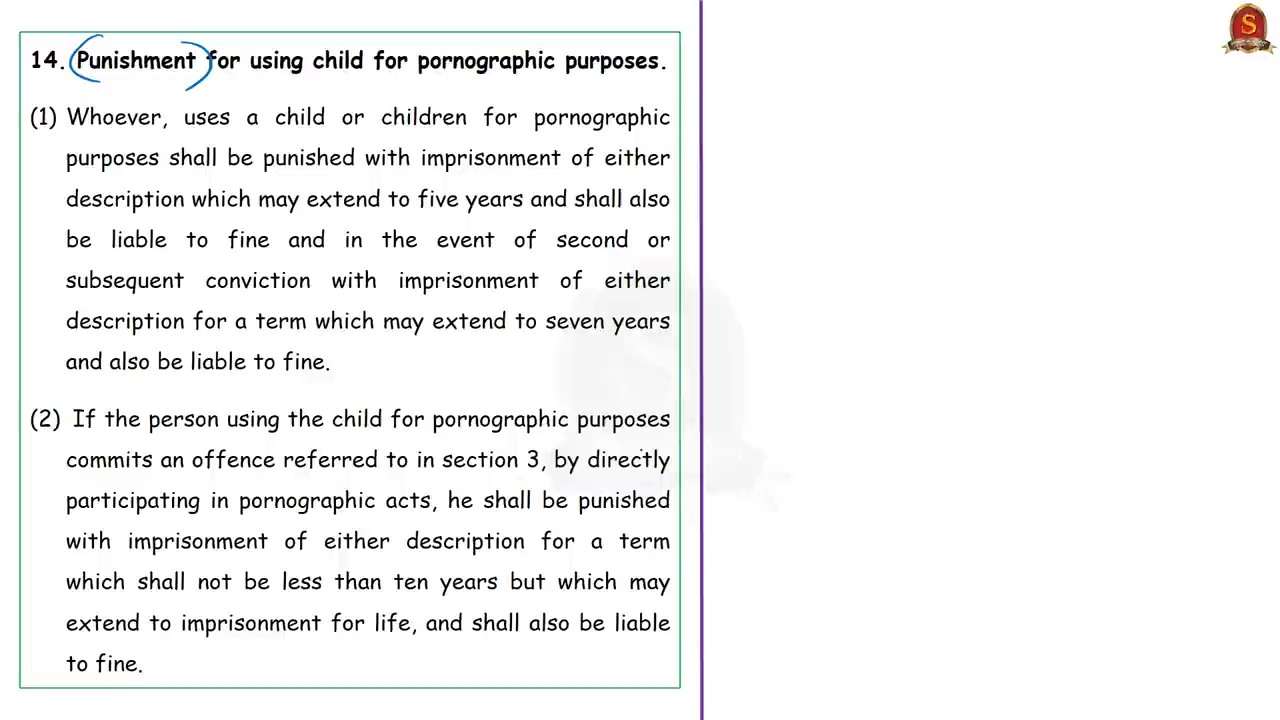 S
14. Punishment for using child for pornographic purposes.
(1) Whoever, uses a child or children for pornographic
purposes shall be punished with imprisonment of either
description which may extend to five years and shall also
be liable to fine and in the event of second or
subsequent conviction with imprisonment of either
description for a term which may extend to seven years
and also be liable to fine.
(2) If the person using the child for pornographic purposes
commits an offence referred to in section 3, by directly
participating in pornographic acts, he shall be punished
with imprisonment of either description for a term
which shall not be less than ten years but which may
extend to imprisonment for life, and shall also be liable
to fine.